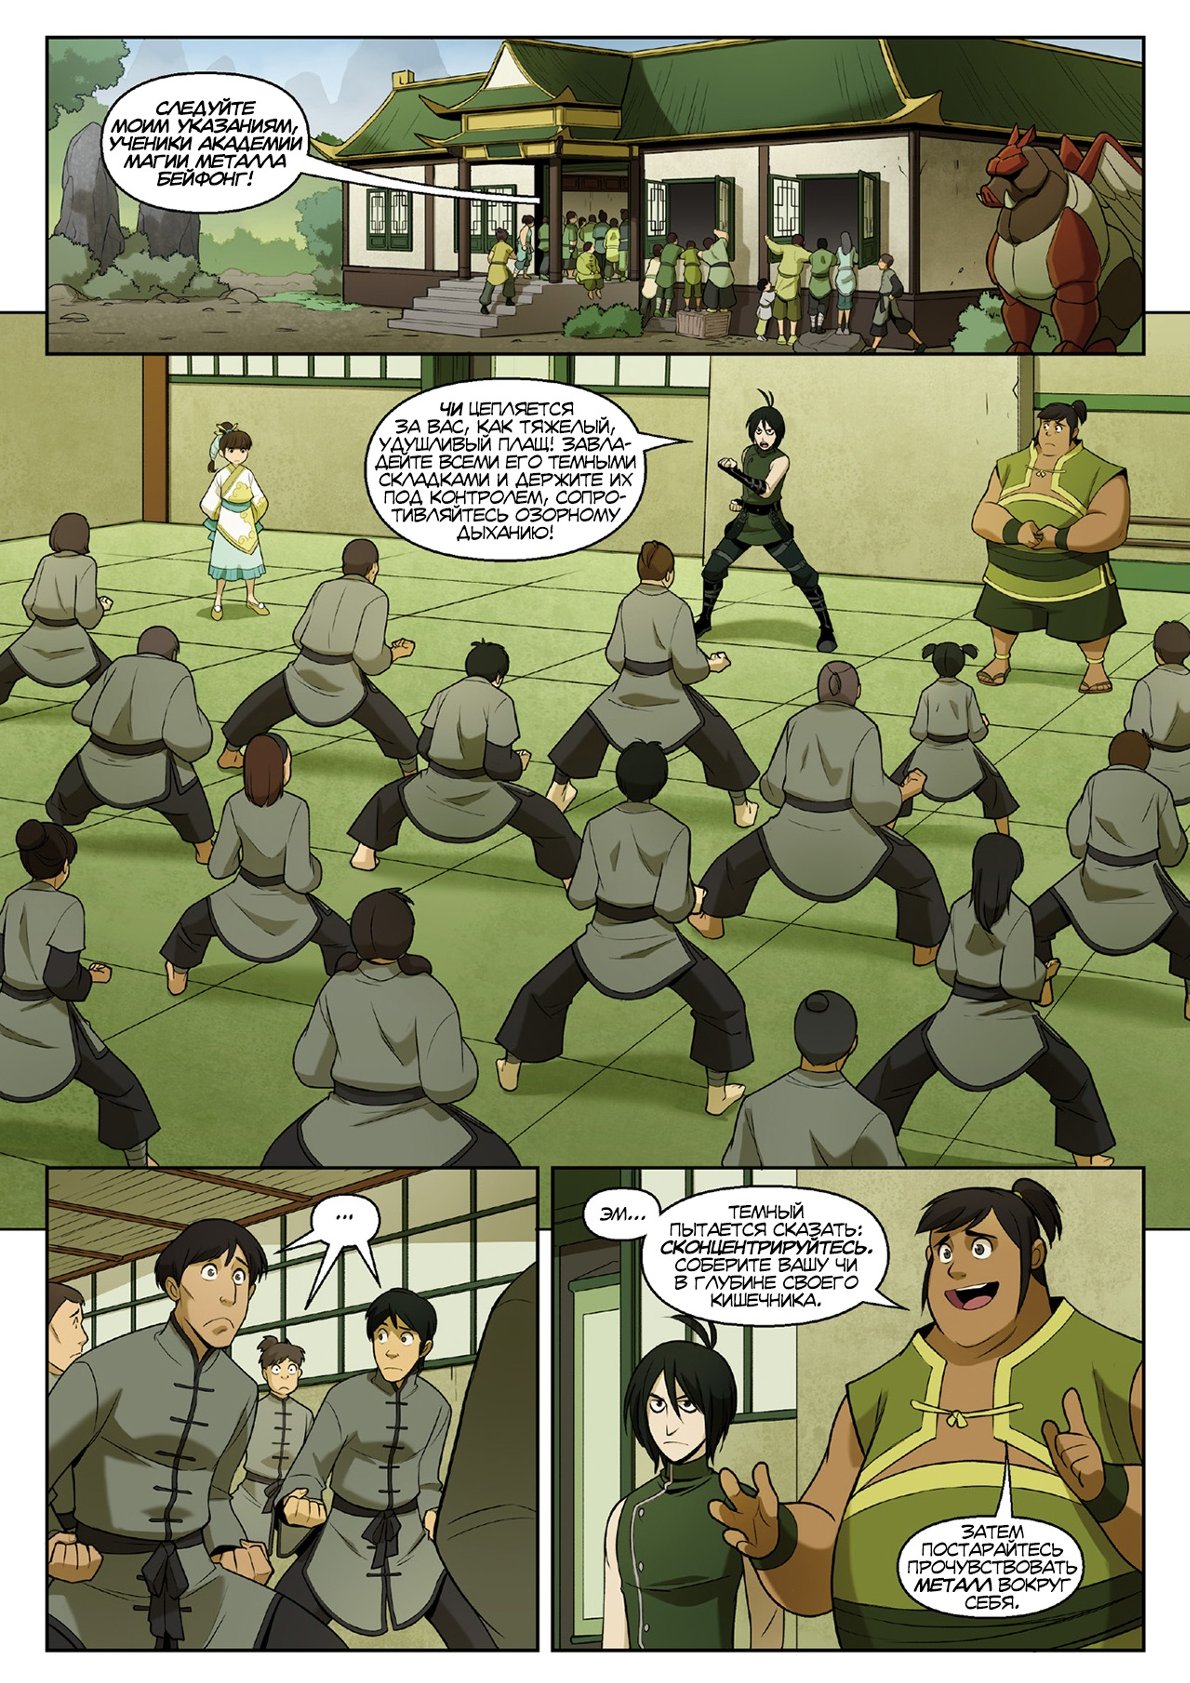 СЛЕДУЙТЕ
МОИМ УКАЗАНИЯМ,
УЧЕНИКИ АКАДЕМИИ
МАГИИ МЕТАЛЛА
БЕЙФОНГ!
ЧИ ЦЕПЛЯЕТСЯ
ЗА ВАС, КАК ТЯЖЕЛЫЙ,
УДУШЛИВЫЙ ПЛАЩ! ЗАВЛА-
ДЕЙТЕ ВСЕМИ ЕГО ТЕМНЫМИ
СКЛАДКАМИ И ДЕРЖИТЕ ИХ
ПОД КОНТРОЛЕМ, СОПРО-
ТИВЛЯЙТЕСЬ ОЗОРНОМУ
ДЫХАНИЮ!
...
ЭМ...
ТЕМНЫЙ
ПЫТАЕТСЯ СКАЗАТЬ:
СКОНЦЕНТРИРУЙТЕСЬ.
СОБЕРИТЕ ВАШУ ЧИ
В ГЛУБИНЕ СВОЕГО
КИШЕЧНИКА.
ЗАТЕМ
ПОСТАРАЙТЕСЬ
ПРОЧУВСТВОВАТЬ
МЕТАЛЛ ВОКРУГ
СЕБЯ.